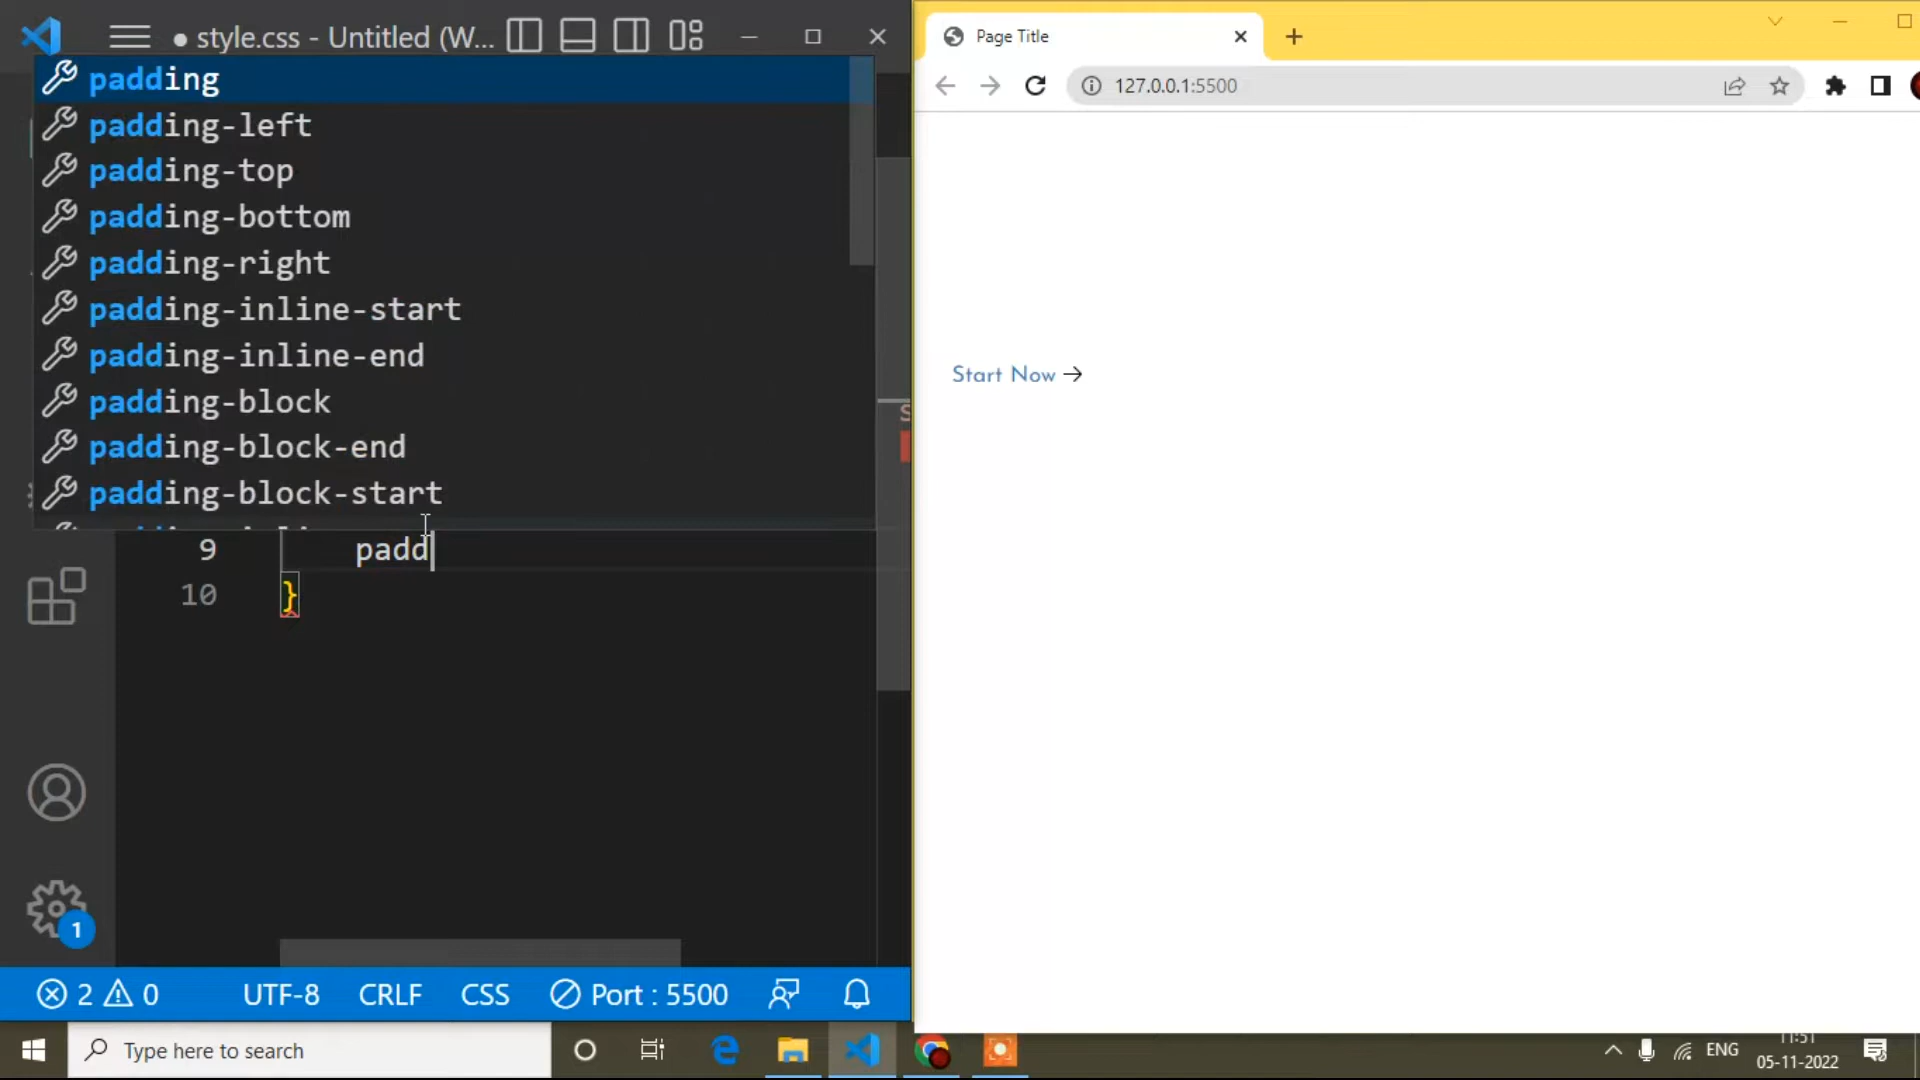 ● style.css - Untitled (W...
padding
padding-left
padding-top
padding-bottom
padding-right
padding-inline-start
padding-inline-end
padding-block
padding-block-end
padding-block-start
9 padd
10 }
1
2 0 UTF-8 CRLF CSS Port : 5500
Page Title
127.0.0.1:5500
Start Now →
Type here to search
ENG
11:51
05-11-2022